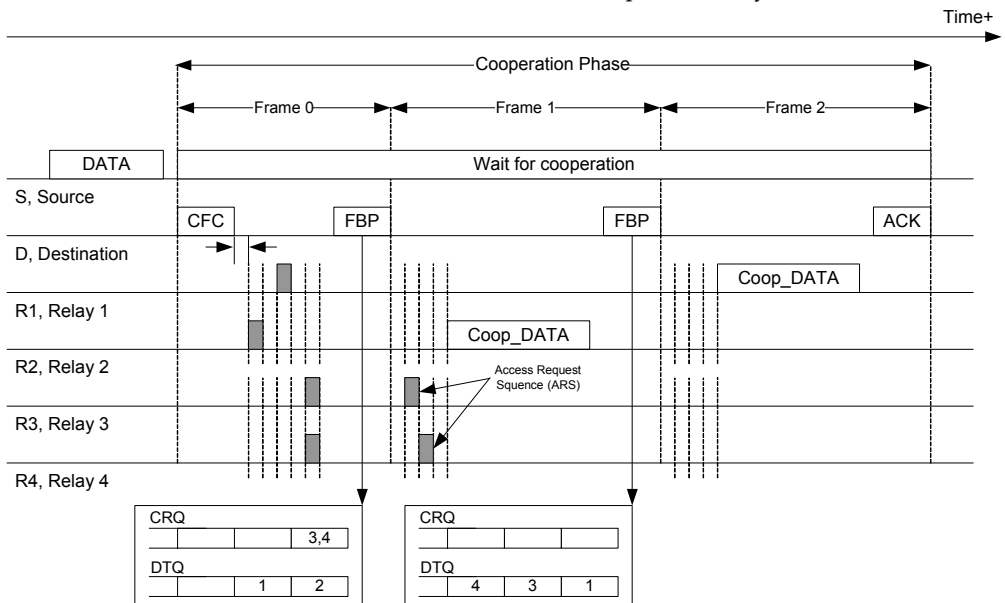 Time+
Cooperation Phase
Frame 0
Frame 1
Frame 2
DATA
Wait for cooperation
S, Source
CFC
FBP
FBP
ACK
D, Destination
Coop_DATA
R1, Relay 1
Coop_DATA
R2, Relay 2
Access Request
Squence (ARS)
R3, Relay 3
R4, Relay 4
CRQ
3,4
DTQ
1 2
CRQ
DTQ
4 3 1